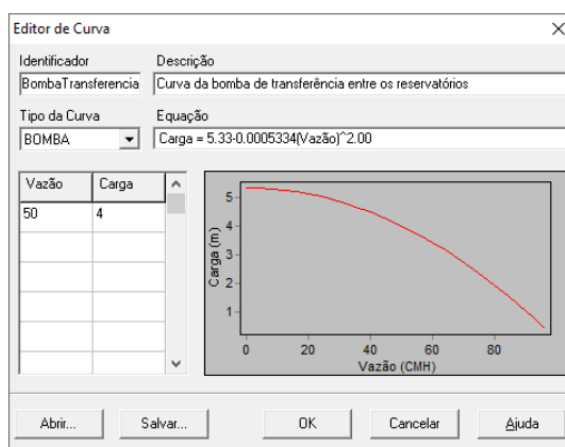 Editor de Curva
Identificador Descrição
BombaTransferencia Curva da bomba de transferência entre os reservatórios
Tipo da Curva Equação
BOMBA Carga = 5.33-0.0005334(Vazão)^2.00
Vazão Carga
50 4
Carga (m)
5
4
3
2
1
0 20 40 60 80
Vazão (CMH)
Abrir... Salvar... OK Cancelar Ajuda